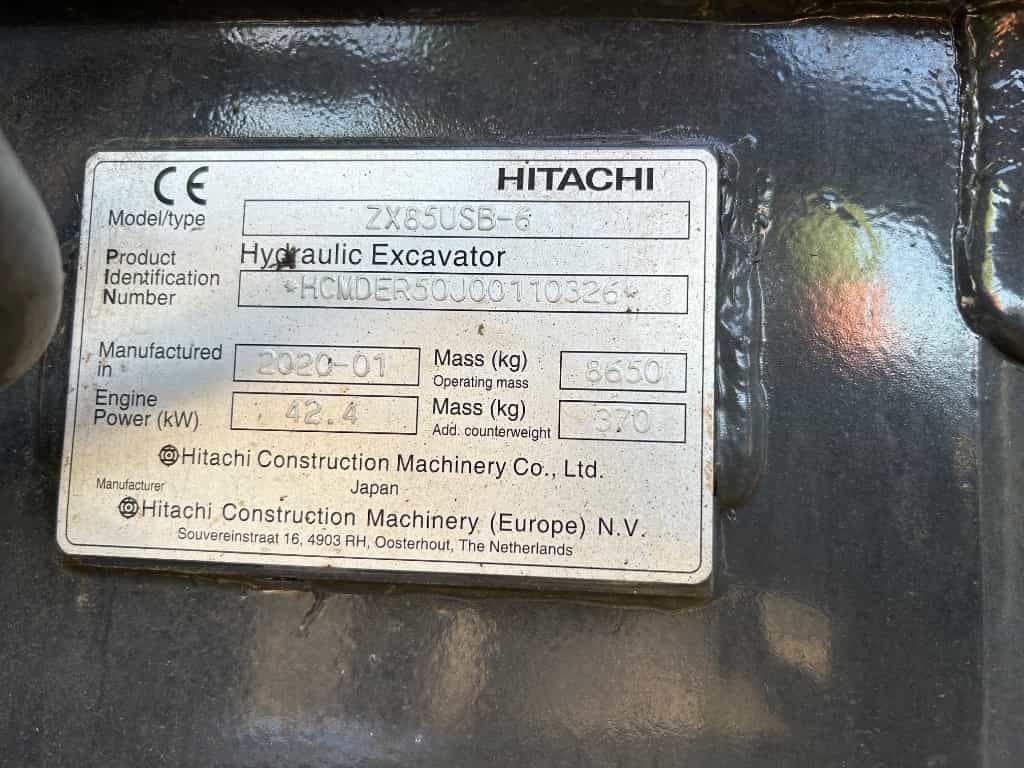 CE HITACHI
Model/type ZX85USB-6
Product Hydraulic Excavator
Identification
Number *HCMDER50J00110326*
Manufactured in 2020-01 Mass (kg) Operating mass 8650
Engine Power (kW) 42.4 Mass (kg) Add. counterweight 370
Hitachi Construction Machinery Co., Ltd.
Japan
Manufacturer
Hitachi Construction Machinery (Europe) N.V.
Souvereinstraat 16, 4903 RH, Oosterhout, The Netherlands